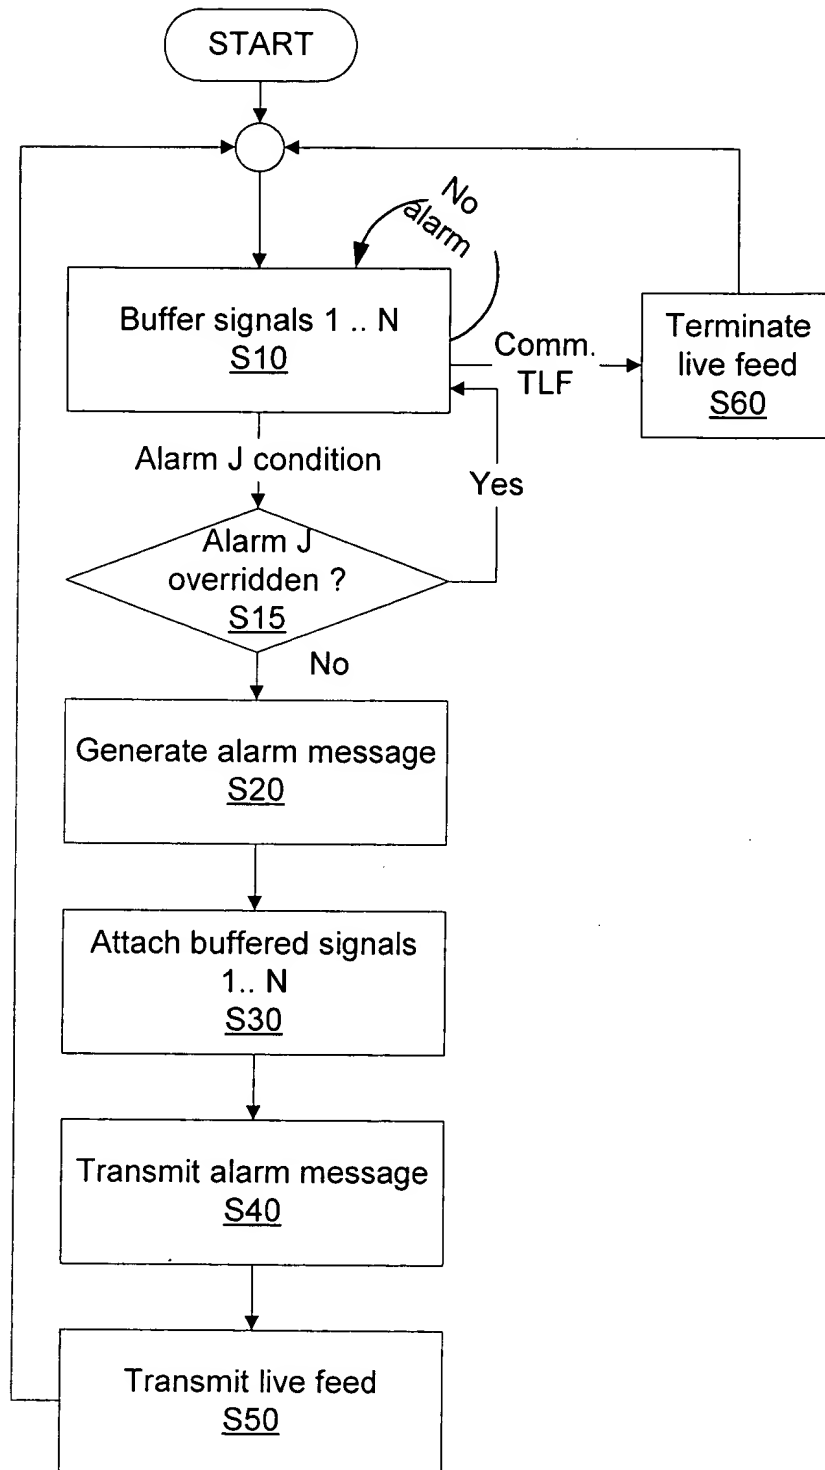 START
No
alarm
Buffer signals 1 .. N
S10
Comm.
TLF
Terminate
live feed
S60
Alarm J condition
Yes
Alarm J
overridden ?
S15
No
Generate alarm message
S20
Attach buffered signals
1.. N
S30
Transmit alarm message
S40
Transmit live feed
S50